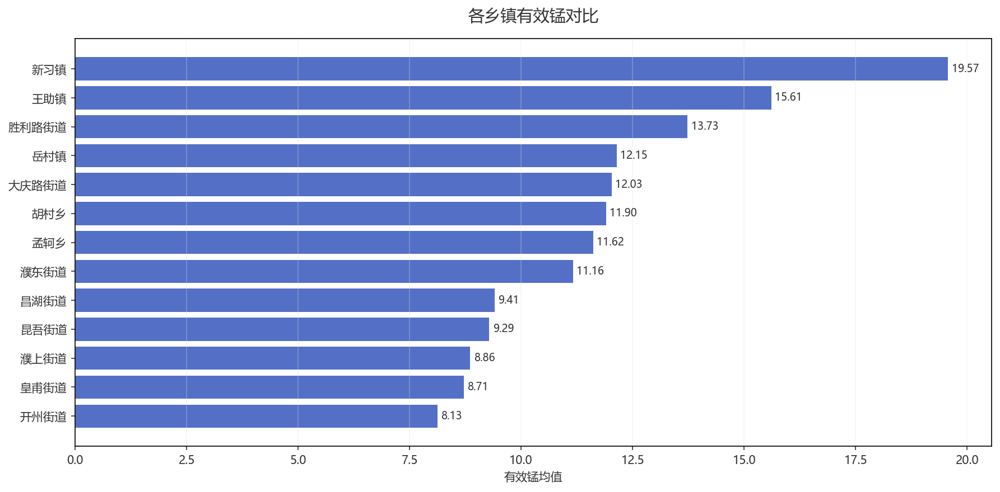 各乡镇有效锰对比
新习镇 19.57
王助镇 15.61
胜利路街道 13.73
岳村镇 12.15
大庆路街道 12.03
胡村乡 11.90
孟轲乡 11.62
濮东街道 11.16
昌湖街道 9.41
昆吾街道 9.29
濮上街道 8.86
皇甫街道 8.71
开州街道 8.13
0.0 2.5 5.0 7.5 10.0 12.5 15.0 17.5 20.0
有效锰均值